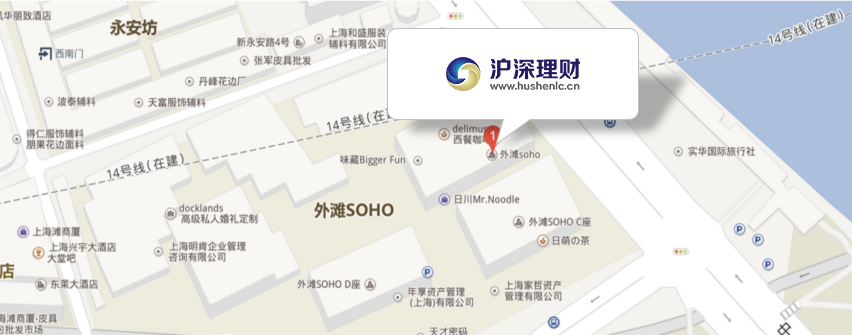 凯华丽致酒店
永安坊
西南门
新永安路4号
张军皮具批发
上海和盛服装
辅料有限公司
14号线(在建)
沪深理财
www.hushenlc.cn
丹峰花边厂
波泰辅料
天富服饰辅料
得仁服饰辅料
朋果花边面料
14号线(在建)
delimus
西餐咖
1
外滩soho
实华国际旅行社
味藏Bigger Fun
14号线(在建)
docklands
高级私人婚礼定制
外滩SOHO
日川Mr.Noodle
外滩SOHO C座
日萌の茶
上海滩商厦
上海兴宇大酒店
大堂吧
店
东莱大酒店
上海明肯企业管理
咨询有限公司
外滩SOHO D座
P
年享资产管理
(上海)有限公司
上海家哲资产
管理有限公司
P
P
P
P
上海滩商厦-皮具
包批发市场
天才密码